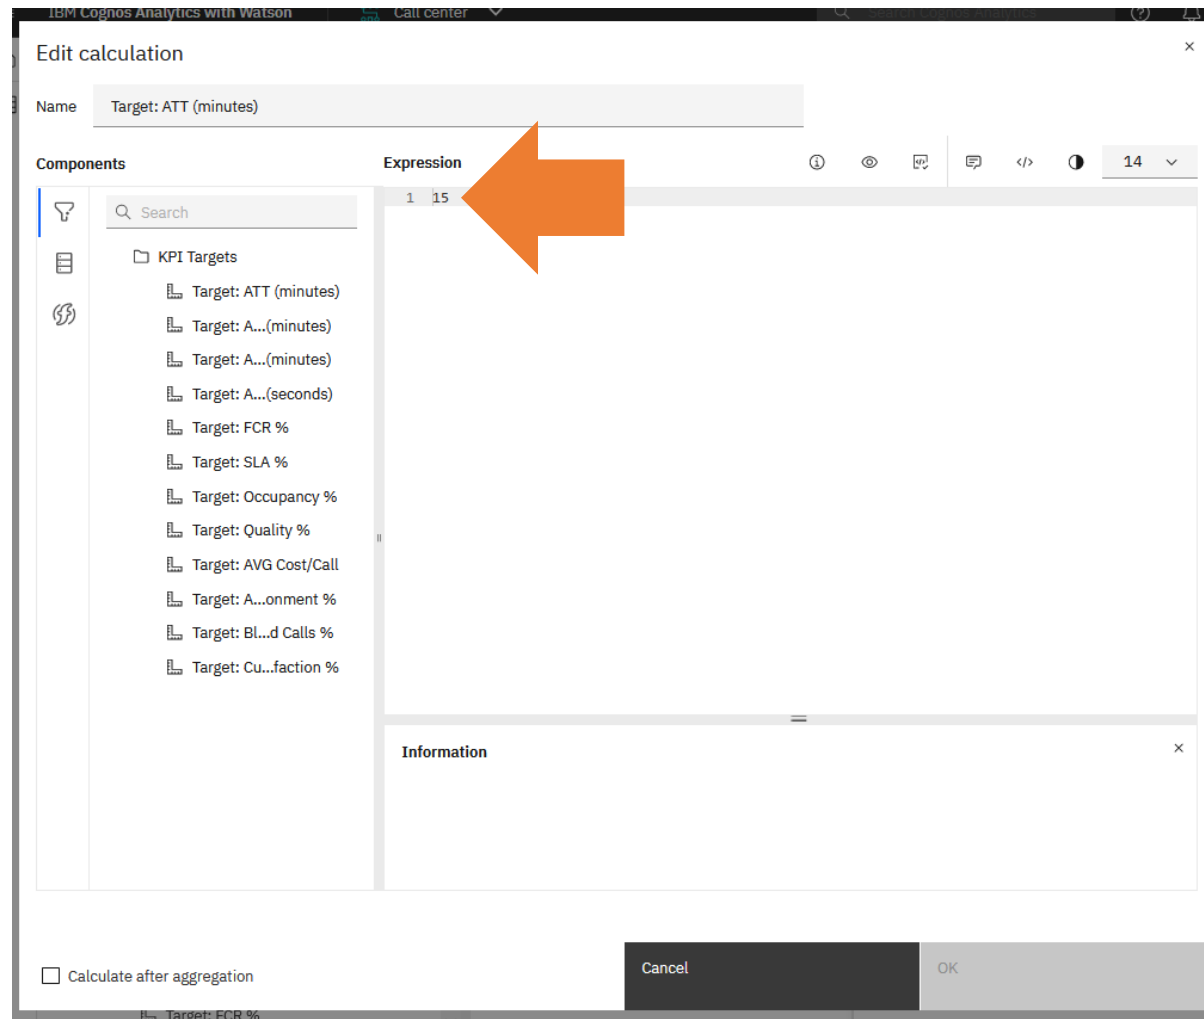 IBM Cognos Analytics with Watson
Call center
Search Cognos Analytics
Edit calculation
Name
Target: ATT (minutes)
Components
Expression
14
Search
1 15
KPI Targets
Target: ATT (minutes)
Target: A...(minutes)
Target: A...(minutes)
Target: A...(seconds)
Target: FCR %
Target: SLA %
Target: Occupancy %
Target: Quality %
Target: AVG Cost/Call
Target: A...onment %
Target: Bl...d Calls %
Target: Cu...faction %
Information
Calculate after aggregation
Cancel
OK
Target: FCR %